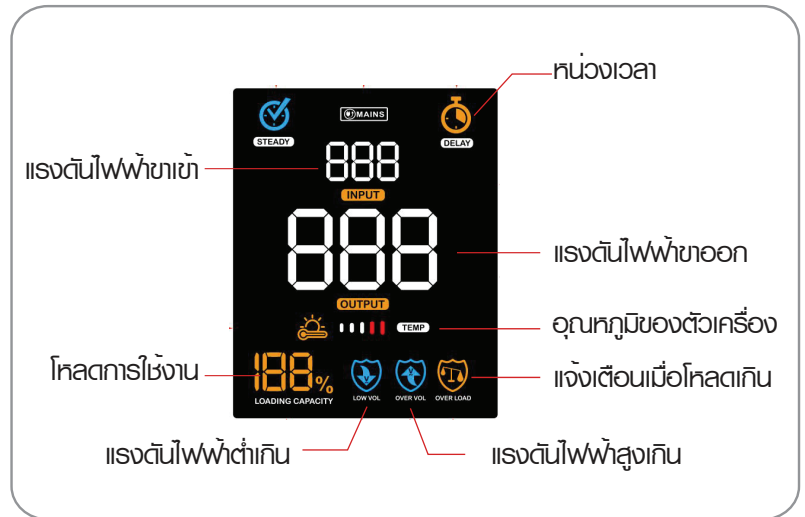 หน่วงเวลา
MAINS
STEADY
DELAY
แรงดันไฟฟ้าขาเข้า
888
INPUT
888
แรงดันไฟฟ้าขาออก
OUTPUT
TEMP
อุณหภูมิของตัวเครื่อง
โหลดการใช้งาน
188%
แจ้งเตือนเมื่อโหลดเกิน
LOADING CAPACITY
LOW VOL
OVER VOL
OVER LOAD
แรงดันไฟฟ้าต่ำเกิน
แรงดันไฟฟ้าสูงเกิน